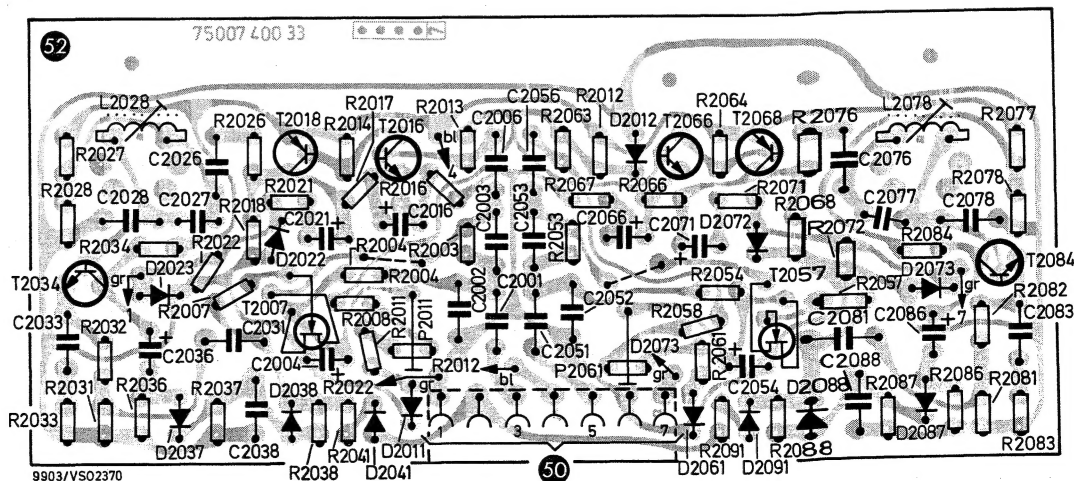 52
75007 400 33
L2028 R2026 T2018 R2014 R2017 T2016 R2013 C2006 C2056 R2063 R2012 D2012 T2066 R2064 T2068 R2076 L2078 R2077
R2027 C2026 bl 4 C2076
R2028 C2028 C2027 R2018 R2021 C2021 R2016 C2016 C2003 C2053 R2067 R2066 R2071 R2068 C2077 C2078 R2078
R2034 R2022 D2022 R2004 R2003 R2053 C2066 C2071 D2072 R2072 R2084
T2034 gr D2023 R2007 T2007 R2004 C2002 C2001 C2052 R2054 T2057 R2057 D2073 gr T2084
1 R2008 R2011 P2011 R2058 C2081 C2086 7 R2082
C2033 R2032 C2036 C2031 C2004 R2012 bl C2051 P2061 D2073 gr R2061 C2088 C2083
R2031 R2036 R2037 D2038 R2022 gr C2054 D2088 R2087 R2086 R2081
R2033 D2037 C2038 R2038 R2041 D2041 D2011 1 3 5 7 D2061 R2091 D2091 R2088 D2087 R2083
50
9903/VS02370